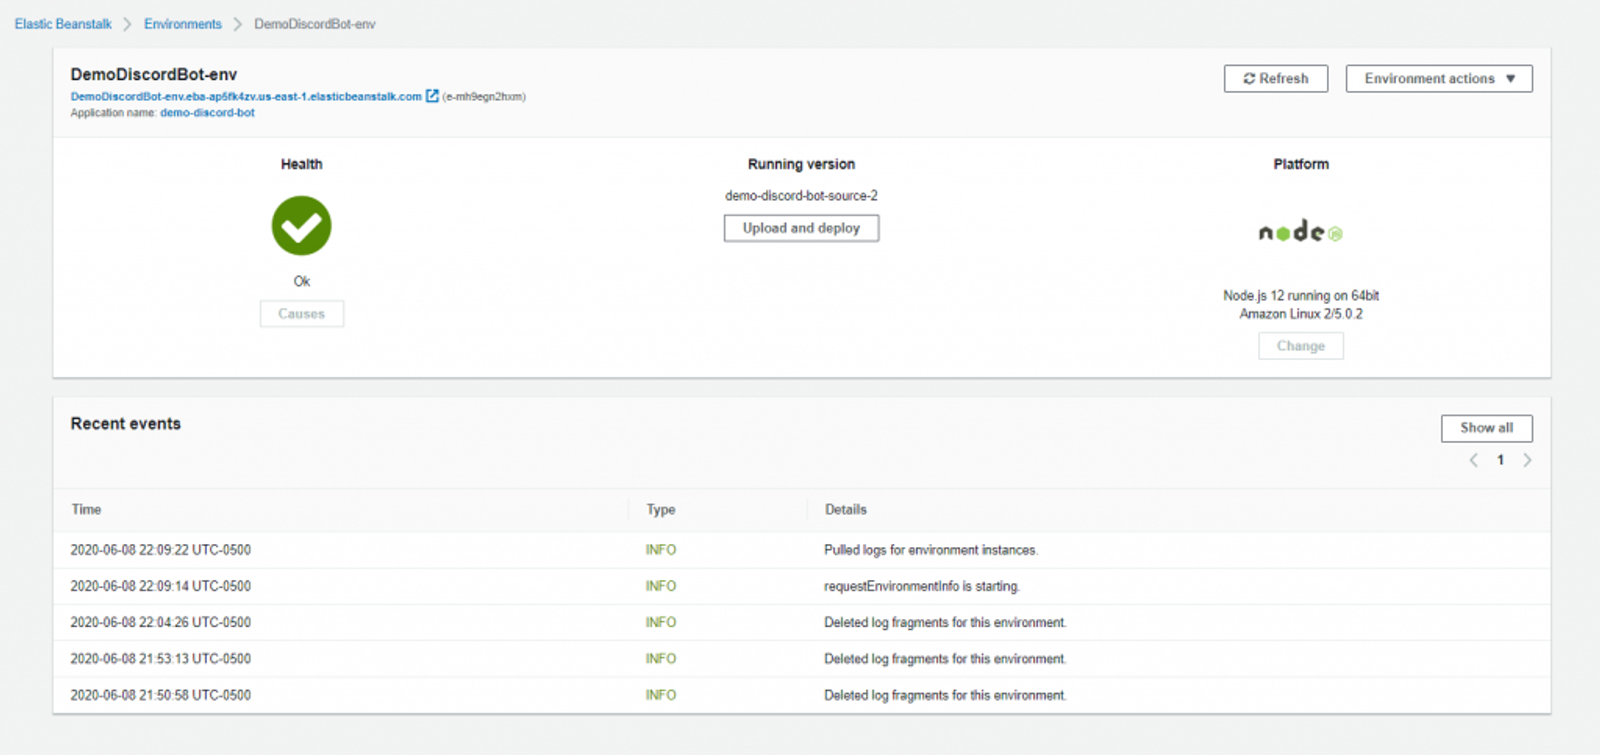 Elastic Beanstalk > Environments > DemoDiscordBot-env
DemoDiscordBot-env
DemoDiscordBot-env.eba-ap5fk4zv.us-east-1.elasticbeanstalk.com (e-mh9egn2hxm)
Application name: demo-discord-bot
Refresh
Environment actions
Health
Ok
Causes
Running version
demo-discord-bot-source-2
Upload and deploy
Platform
node
JS
Node.js 12 running on 64bit
Amazon Linux 2/5.0.2
Change
Recent events
Show all
1
Time Type Details
2020-06-08 22:09:22 UTC-0500 INFO Pulled logs for environment instances.
2020-06-08 22:09:14 UTC-0500 INFO requestEnvironmentInfo is starting.
2020-06-08 22:04:26 UTC-0500 INFO Deleted log fragments for this environment.
2020-06-08 21:53:13 UTC-0500 INFO Deleted log fragments for this environment.
2020-06-08 21:50:58 UTC-0500 INFO Deleted log fragments for this environment.